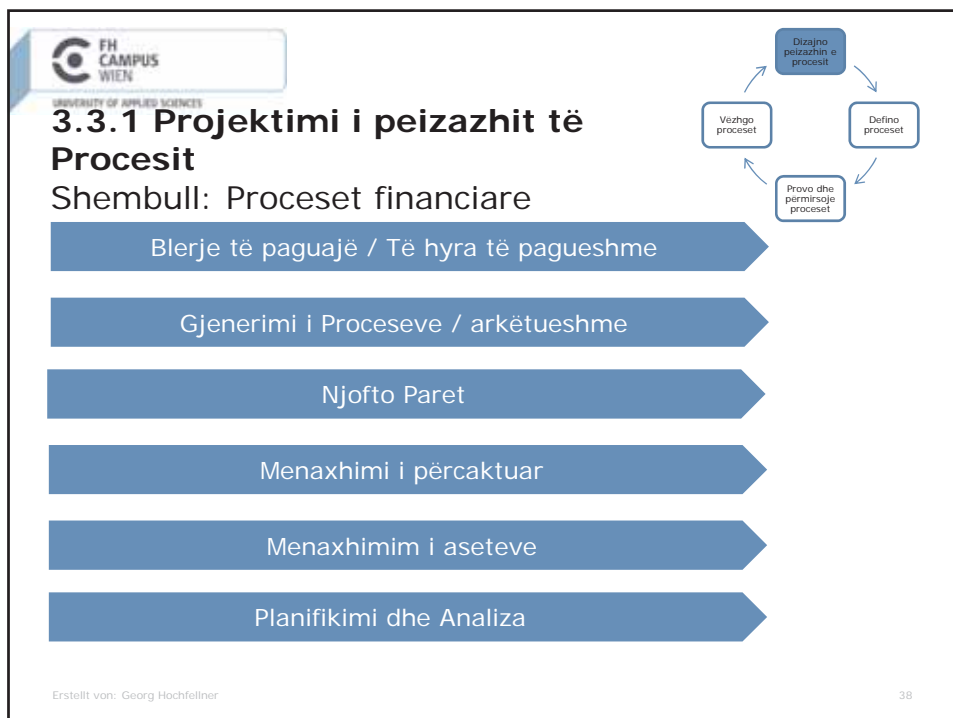 FH
CAMPUS
WIEN
UNIVERSITY OF APPLIED SCIENCES
3.3.1 Projektimi i peizazhit të
Procesit
Shembull: Proceset financiare
Dizajno
peizazhin e
procesit
Vëzhgo
proceset
Defino
proceset
Provo dhe
përmirsoje
proceset
Blerje të paguajë / Të hyra të pagueshme
Gjenerimi i Proceseve / arkëtueshme
Njofto Paret
Menaxhimi i përcaktuar
Menaxhimim i aseteve
Planifikimi dhe Analiza
Erstellt von: Georg Hochfellner
38